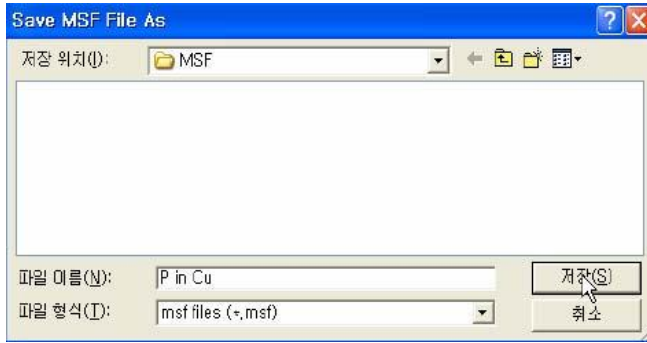 Save MSF File As
저장 위치(I):
MSF
파일 이름(N):
P in Cu
저장(S)
파일 형식(T):
msf files (*.msf)
취소